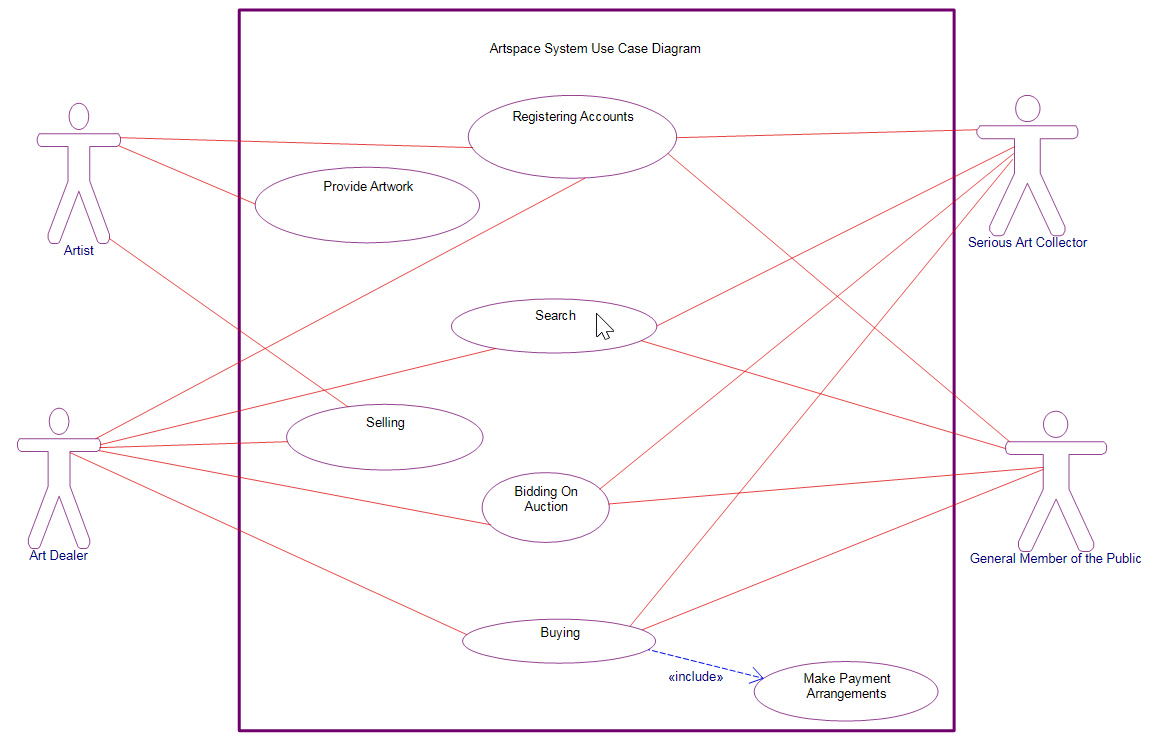 Artspace System Use Case Diagram
Registering Accounts
Provide Artwork
Artist
Serious Art Collector
Search
Selling
Bidding On
Auction
Art Dealer
General Member of the Public
Buying
«include»
Make Payment
Arrangements